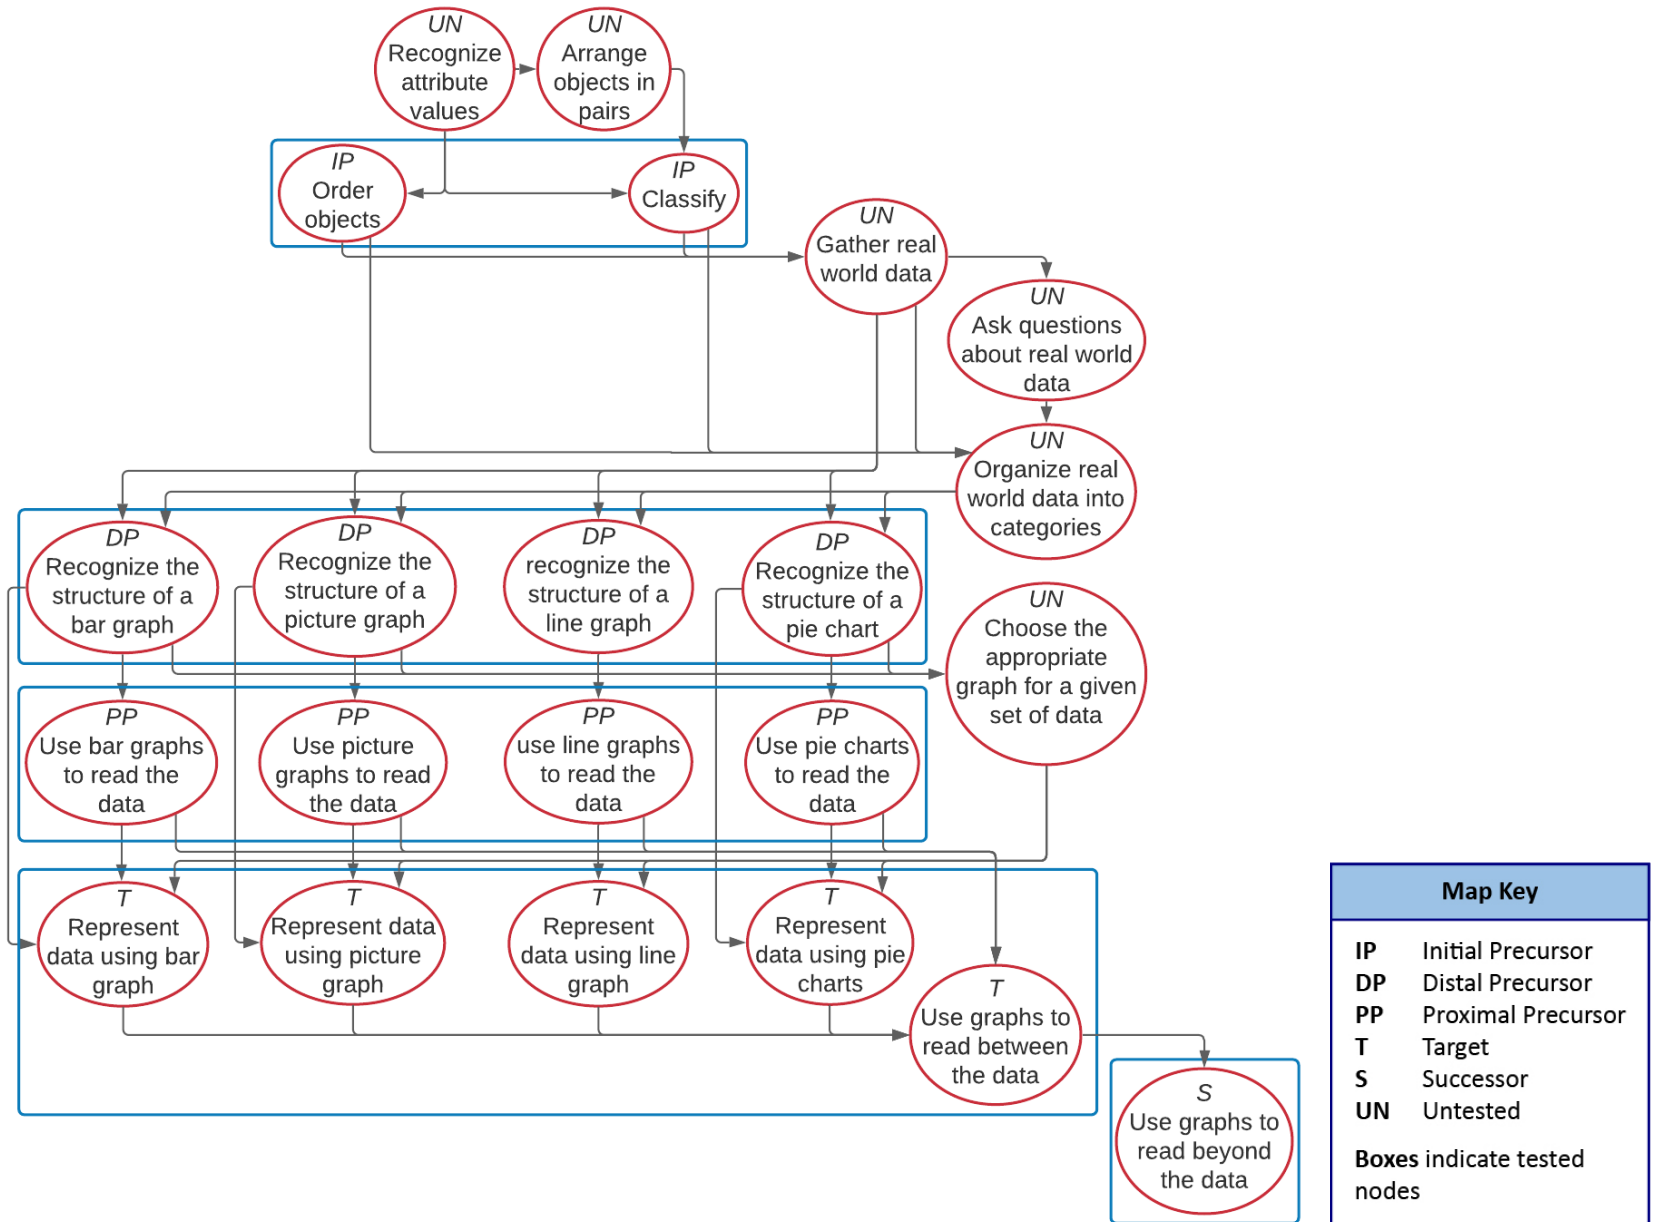 UN
Recognize
attribute
values
UN
Arrange
objects in
pairs
IP
Order
objects
IP
Classify
UN
Gather real
world data
UN
Ask questions
about real world
data
UN
Organize real
world data into
categories
DP
Recognize the
structure of a
bar graph
DP
Recognize the
structure of a
picture graph
DP
recognize the
structure of a
line graph
DP
Recognize the
structure of a
pie chart
UN
Choose the
appropriate
graph for a given
set of data
PP
Use bar graphs
to read the
data
PP
Use picture
graphs to read
the data
PP
use line graphs
to read the
data
PP
Use pie charts
to read the
data
T
Represent
data using bar
graph
T
Represent data
using picture
graph
T
Represent
data using line
graph
T
Represent
data using pie
charts
T
Use graphs to
read between
the data
S
Use graphs to
read beyond
the data
Map Key
IP Initial Precursor
DP Distal Precursor
PP Proximal Precursor
T Target
S Successor
UN Untested
Boxes indicate tested
nodes